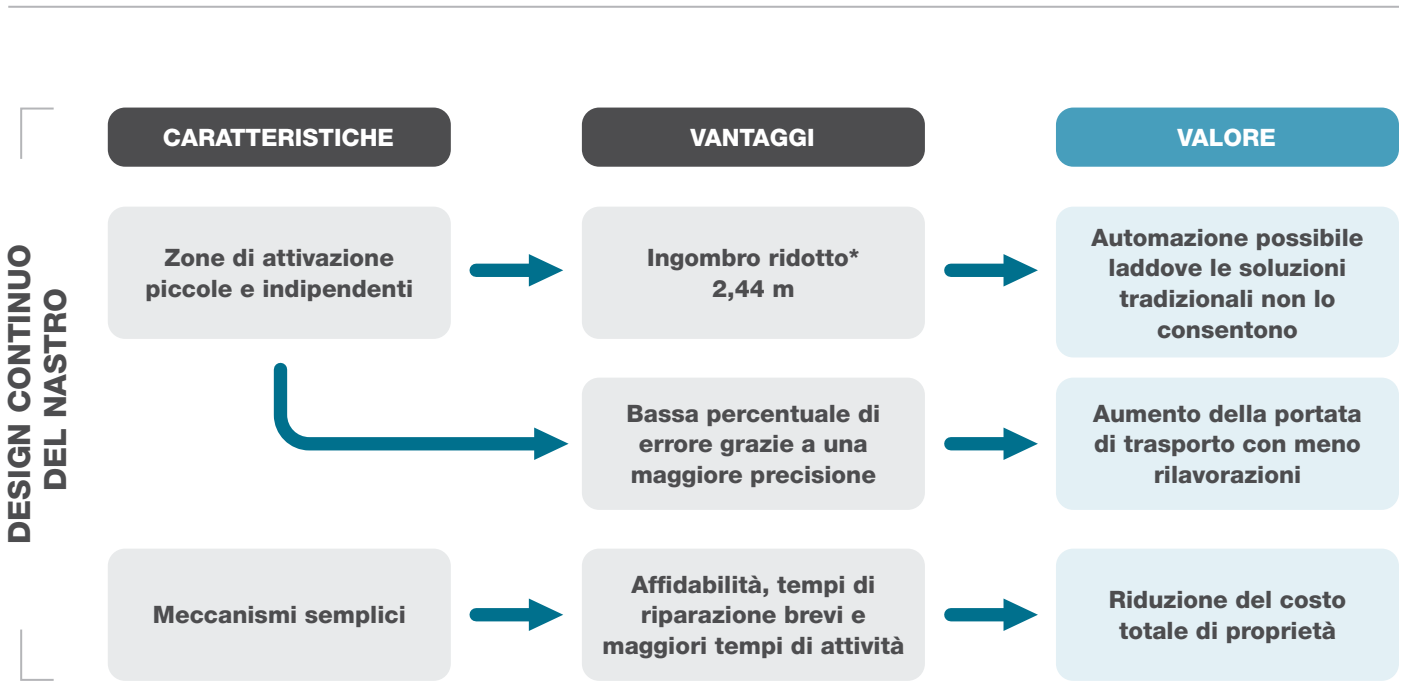 DESIGN CONTINUO
DEL NASTRO
CARATTERISTICHE
VANTAGGI
VALORE
Zone di attivazione
piccole e indipendenti
Ingombro ridotto*
2,44 m
Automazione possibile
laddove le soluzioni
tradizionali non lo
consentono
Bassa percentuale di
errore grazie a una
maggiore precisione
Aumento della portata
di trasporto con meno
rilavorazioni
Meccanismi semplici
Affidabilità, tempi di
riparazione brevi e
maggiori tempi di attività
Riduzione del costo
totale di proprietà